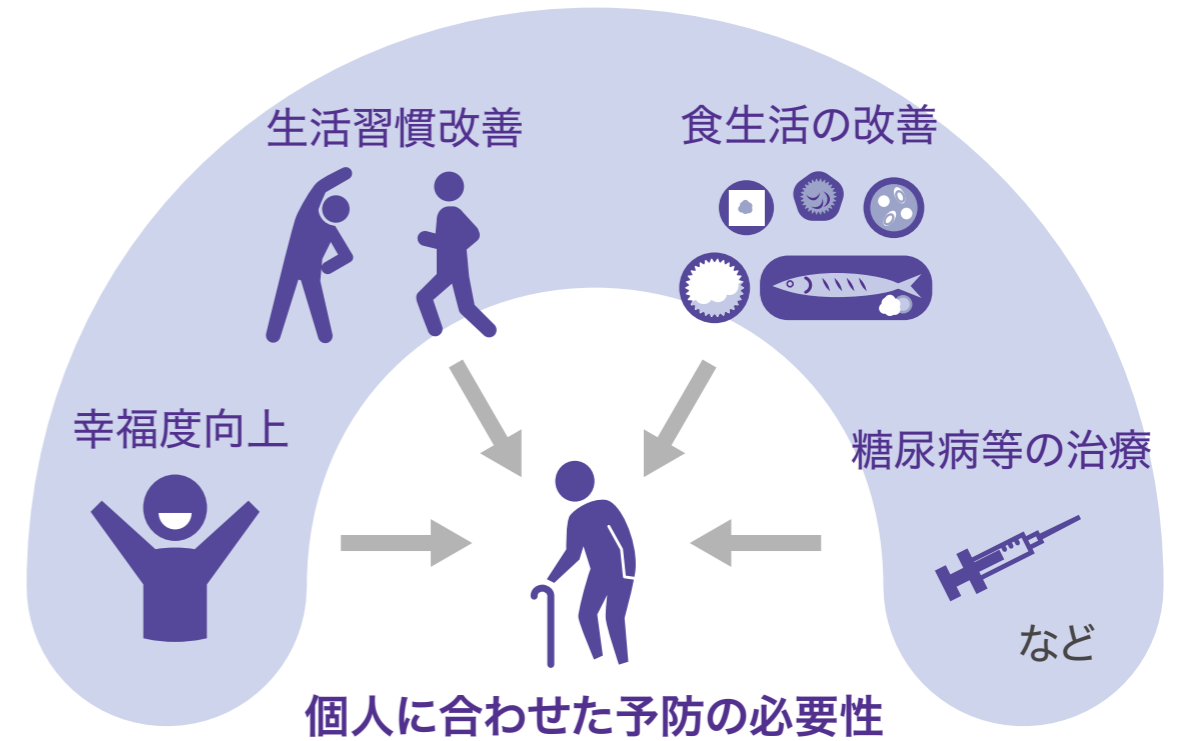 生活習慣改善
食生活の改善
幸福度向上
糖尿病等の治療
など
個人に合わせた予防の必要性